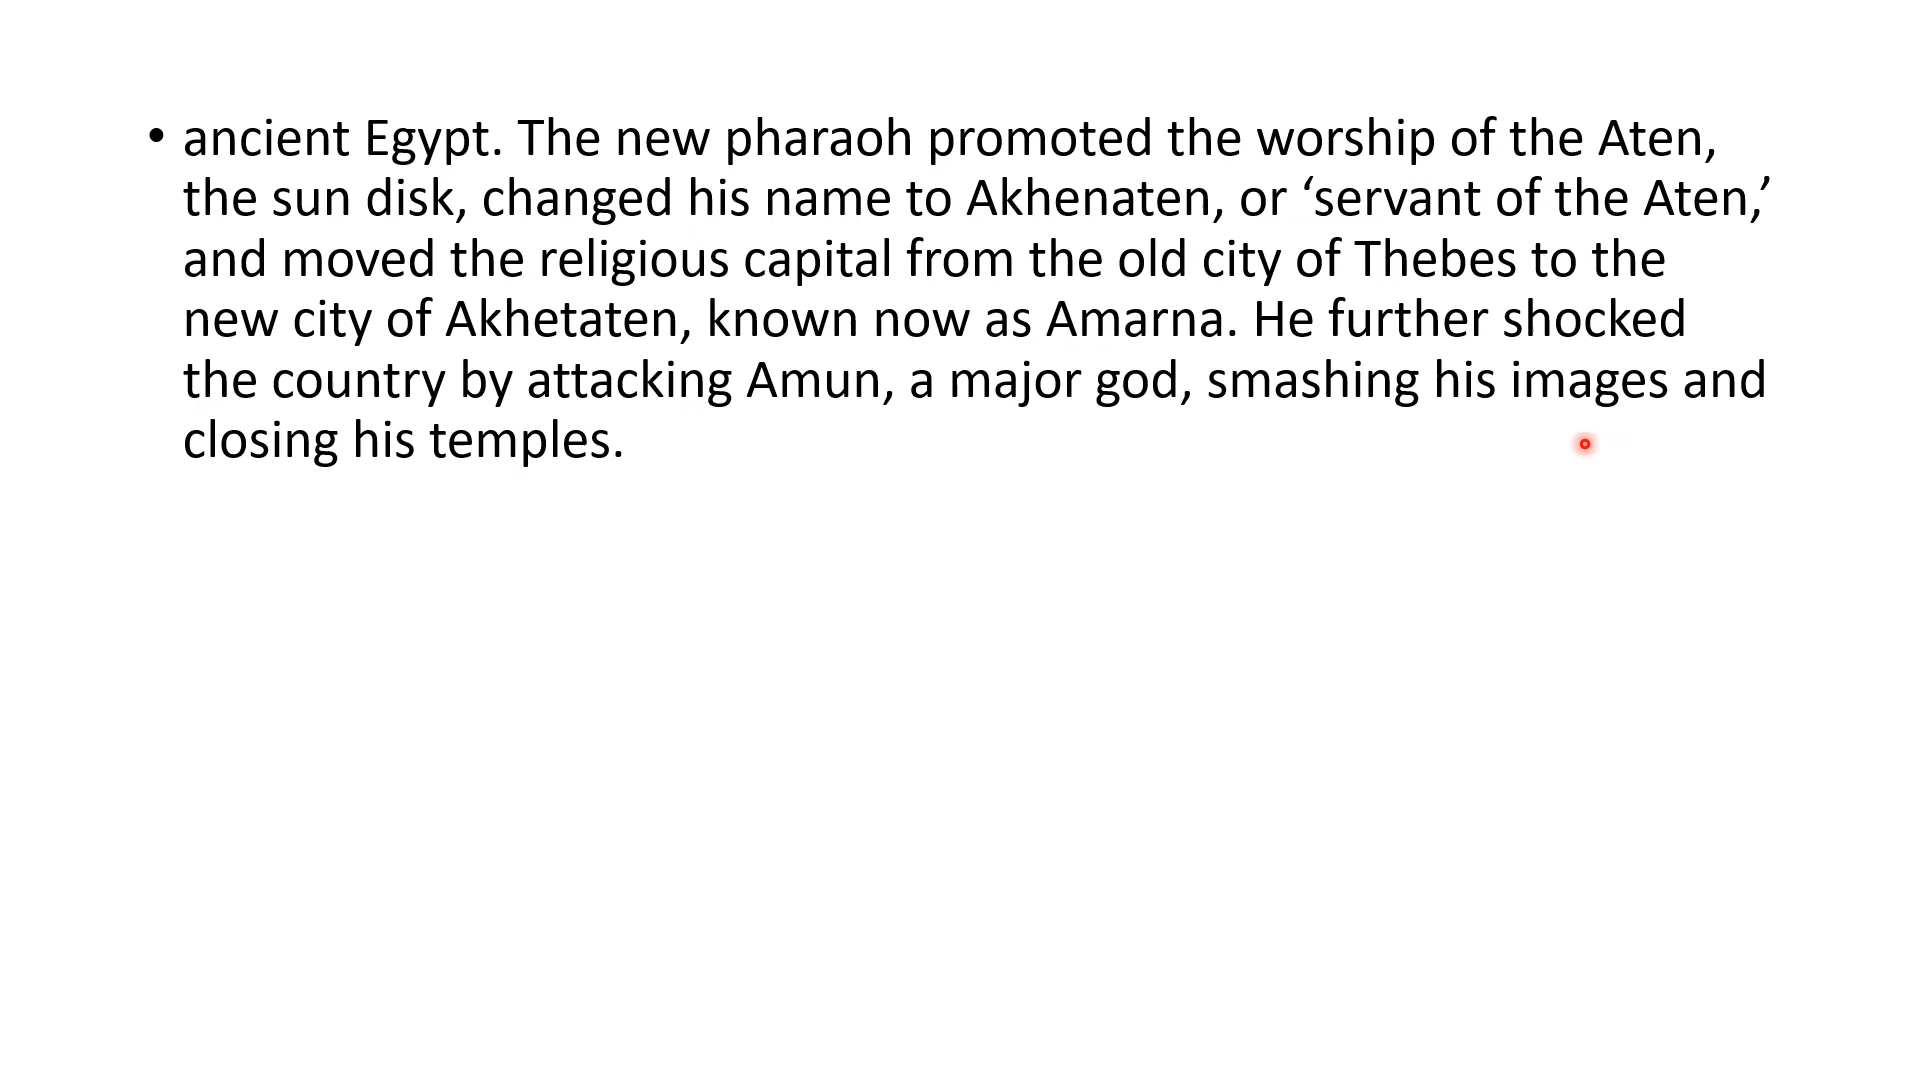 • ancient Egypt. The new pharaoh promoted the worship of the Aten,
the sun disk, changed his name to Akhenaten, or ‘servant of the Aten,’
and moved the religious capital from the old city of Thebes to the
new city of Akhetaten, known now as Amarna. He further shocked
the country by attacking Amun, a major god, smashing his images and
closing his temples.